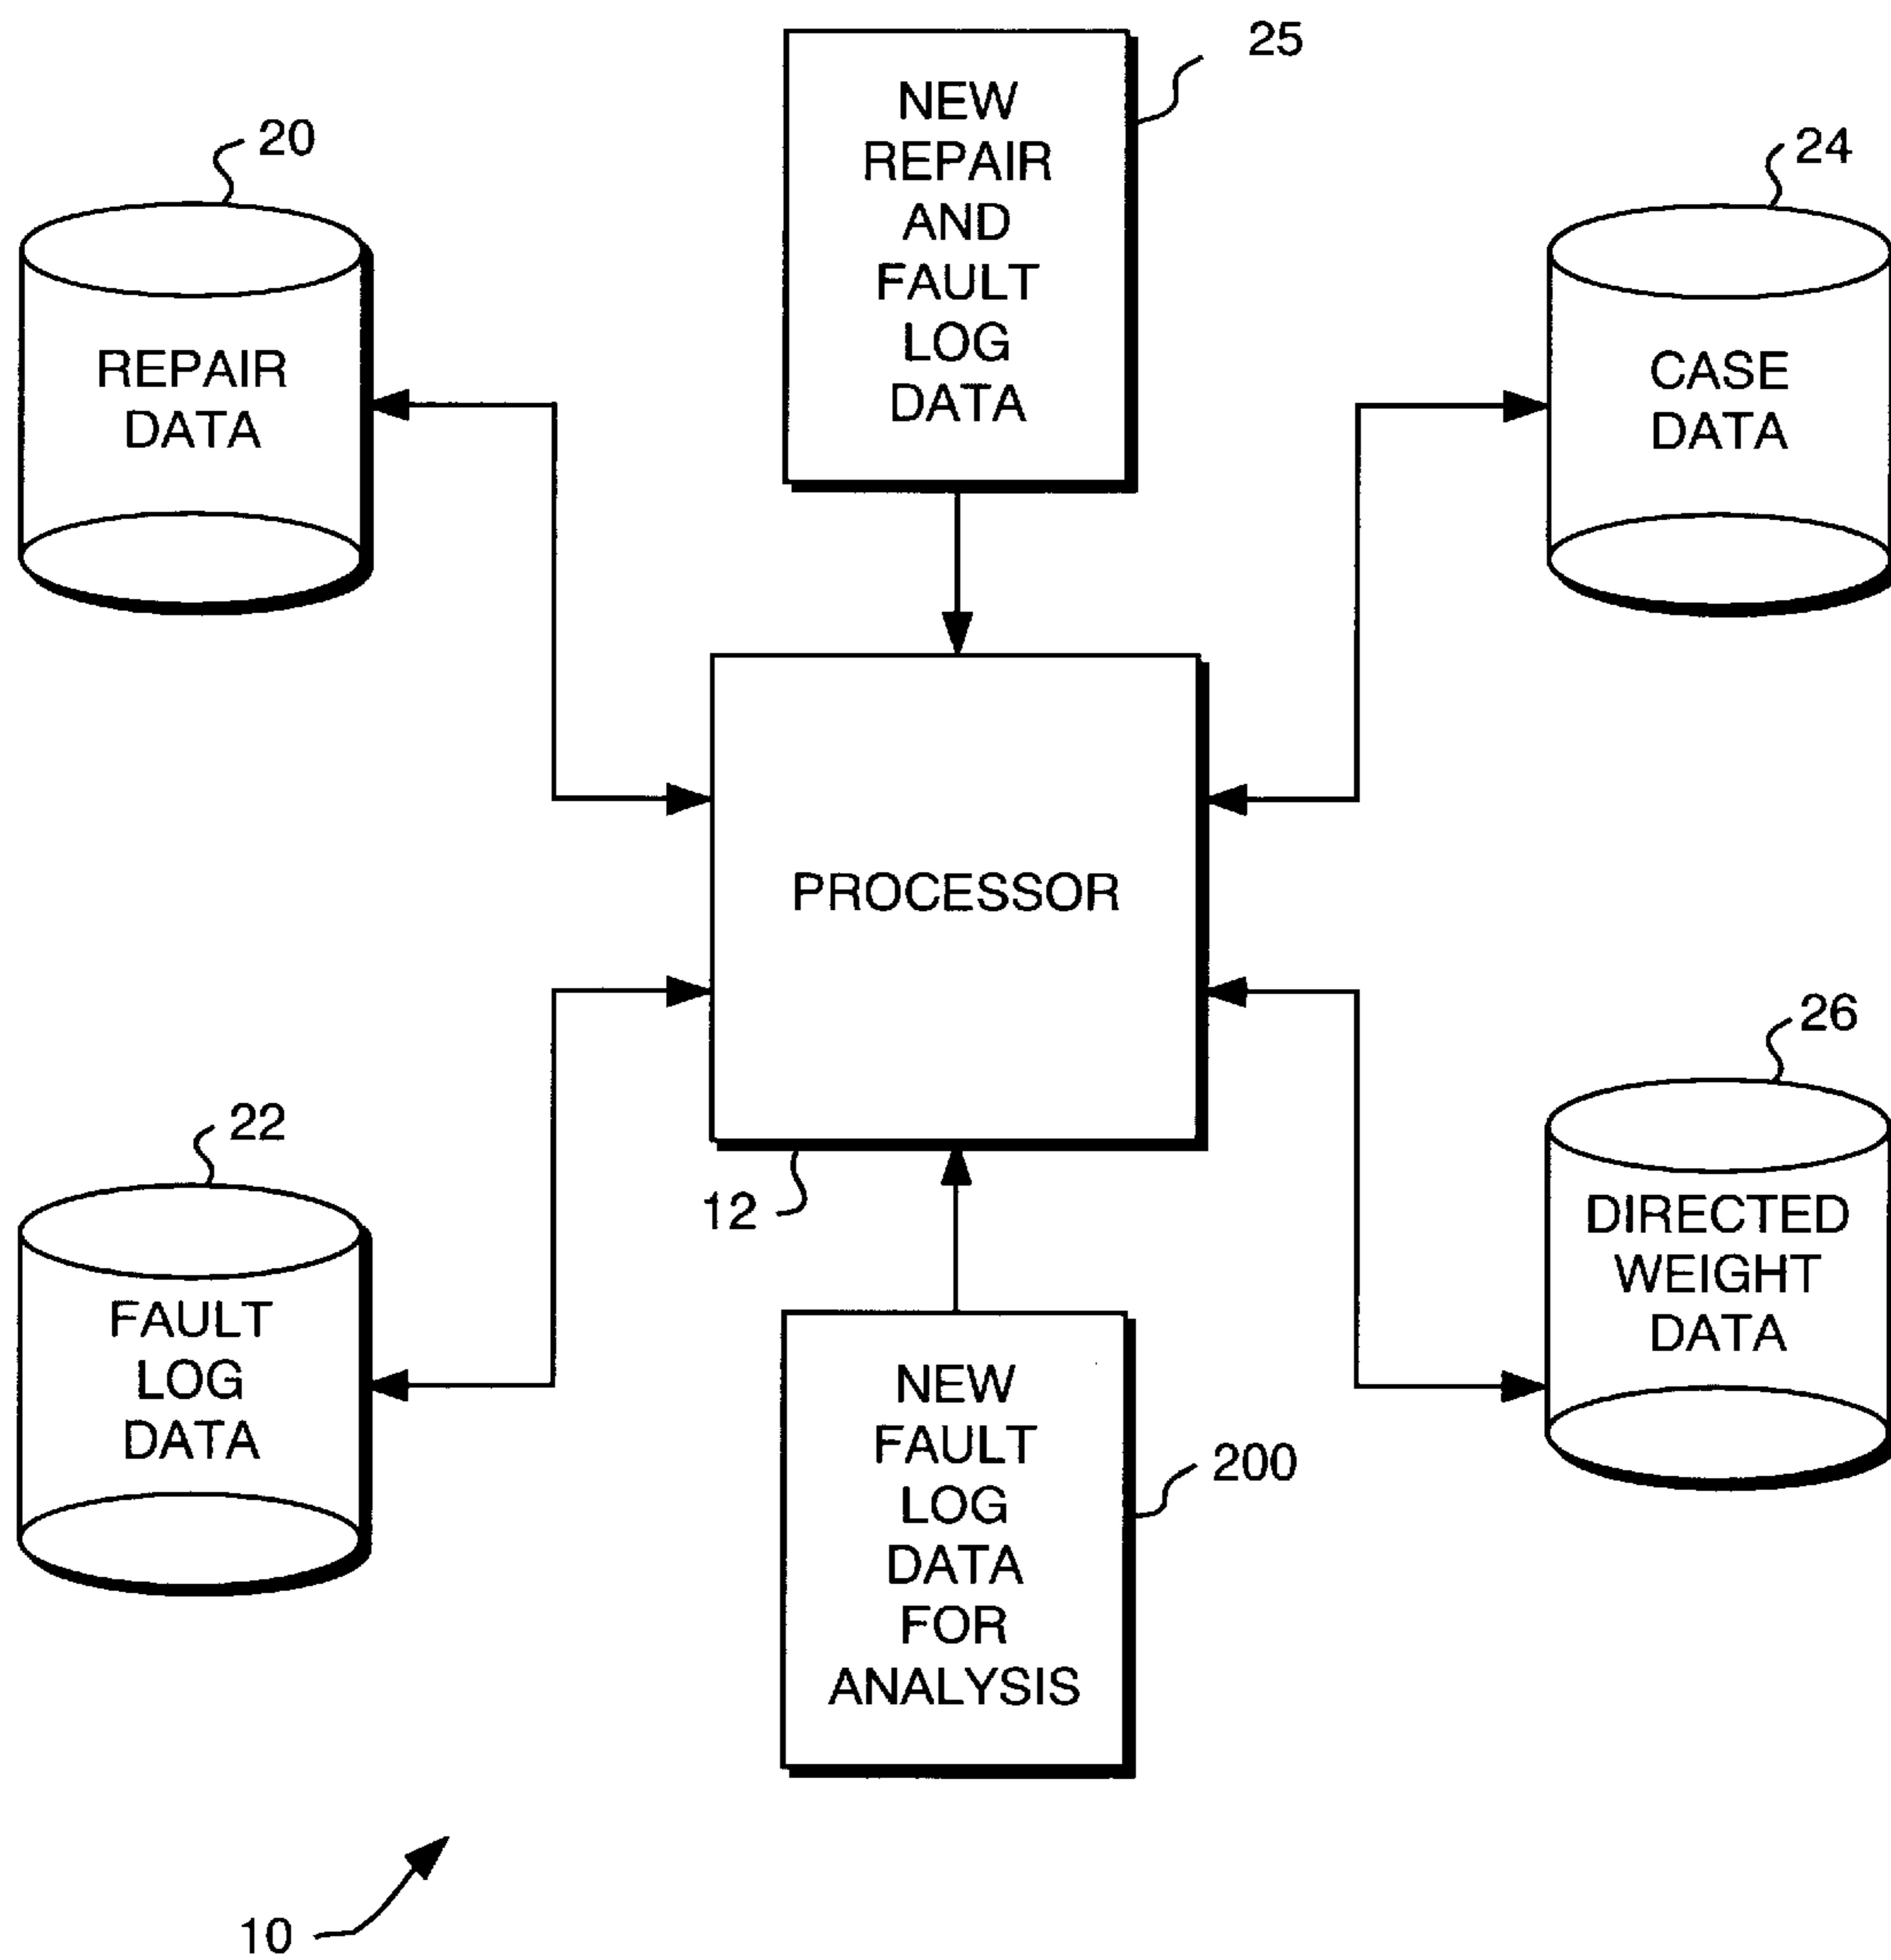 25
NEW
REPAIR
AND
FAULT
LOG
DATA
20
REPAIR
DATA
24
CASE
DATA
PROCESSOR
12
22
FAULT
LOG
DATA
26
DIRECTED
WEIGHT
DATA
NEW
FAULT
LOG
DATA
FOR
ANALYSIS
200
10